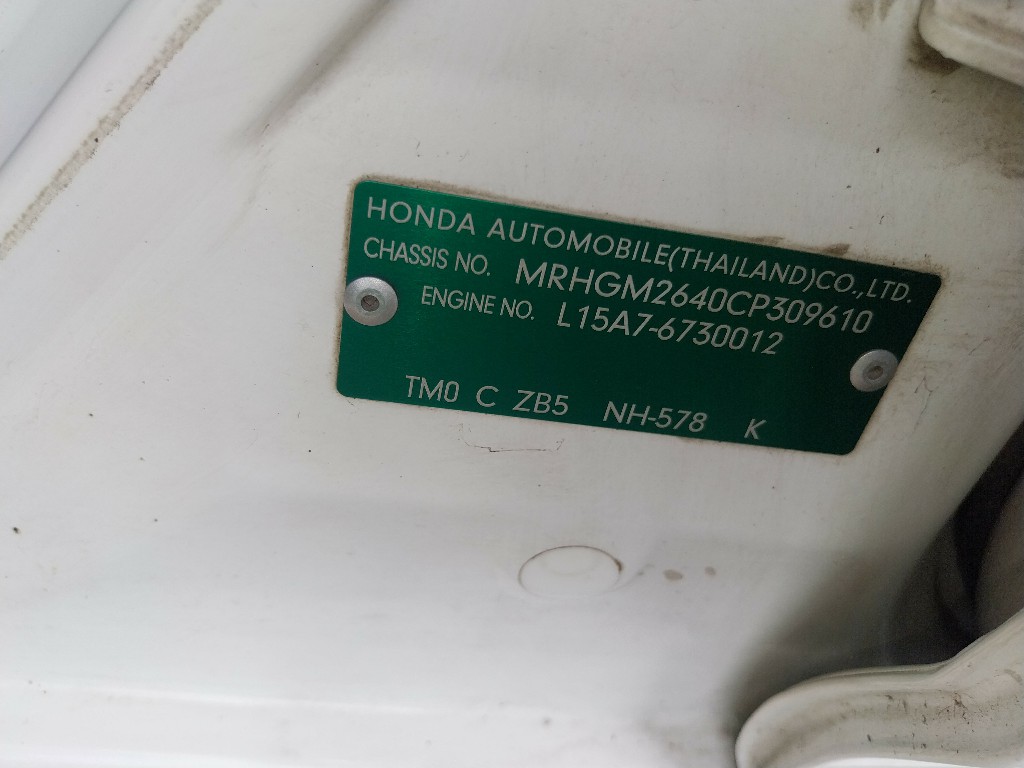 HONDA AUTOMOBILE(THAILAND)CO.,LTD.
CHASSIS NO. MRHGM2640CP309610
ENGINE NO. L15A7-6730012
TM0 C ZB5 NH-578 K